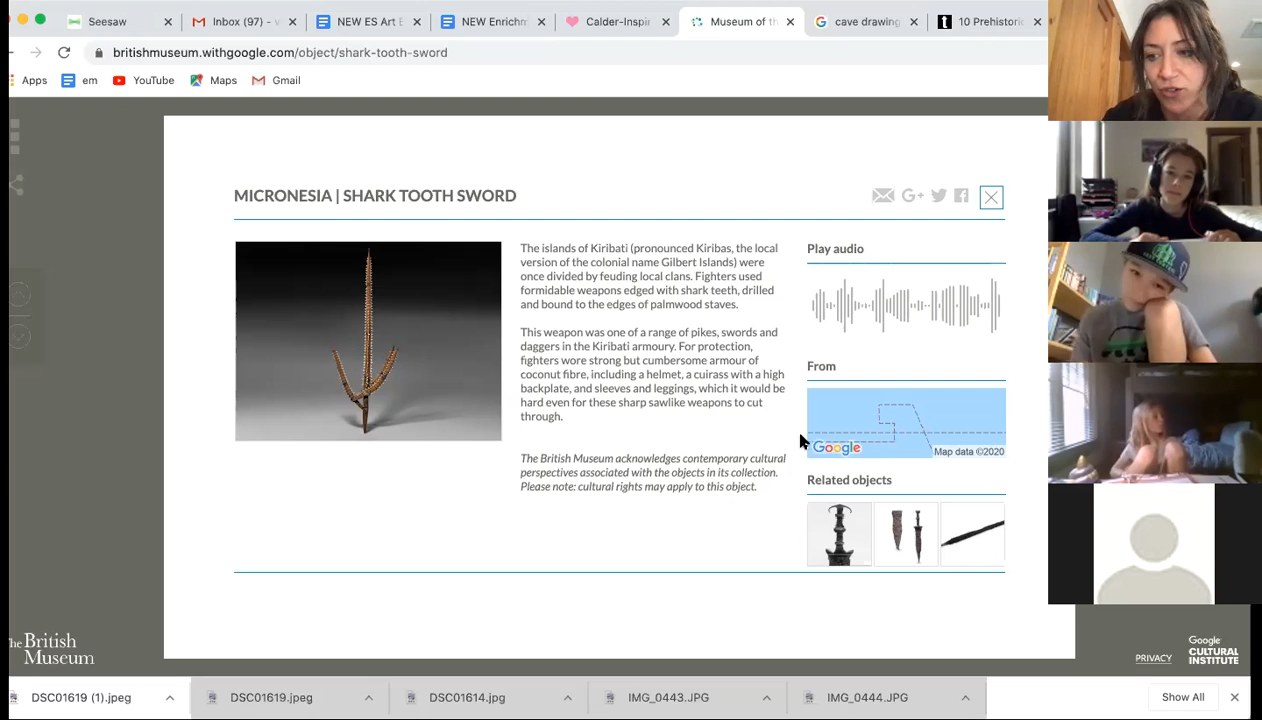 Seesaw
Inbox (97) - v
NEW ES Art E
NEW Enrichm
Calder-Inspir
Museum of th
cave drawing
10 Prehistoric
britishmuseum.withgoogle.com/object/shark-tooth-sword
Apps
em
YouTube
Maps
Gmail
MICRONESIA | SHARK TOOTH SWORD
G+
The islands of Kiribati (pronounced Kiribas, the local
version of the colonial name Gilbert Islands) were
once divided by feuding local clans. Fighters used
formidable weapons edged with shark teeth, drilled
and bound to the edges of palmwood staves.
This weapon was one of a range of pikes, swords and
daggers in the Kiribati armoury. For protection,
fighters wore strong but cumbersome armour of
coconut fibre, including a helmet, a cuirass with a high
backplate, and sleeves and leggings, which it would be
hard even for these sharp sawlike weapons to cut
through.
The British Museum acknowledges contemporary cultural
perspectives associated with the objects in its collection.
Please note: cultural rights may apply to this object.
Play audio
From
Google
Map data ©2020
Related objects
The British
Museum
PRIVACY
Google
CULTURAL
INSTITUTE
DSC01619 (1).jpeg
DSC01619.jpeg
DSC01614.jpg
IMG_0443.JPG
IMG_0444.JPG
Show All